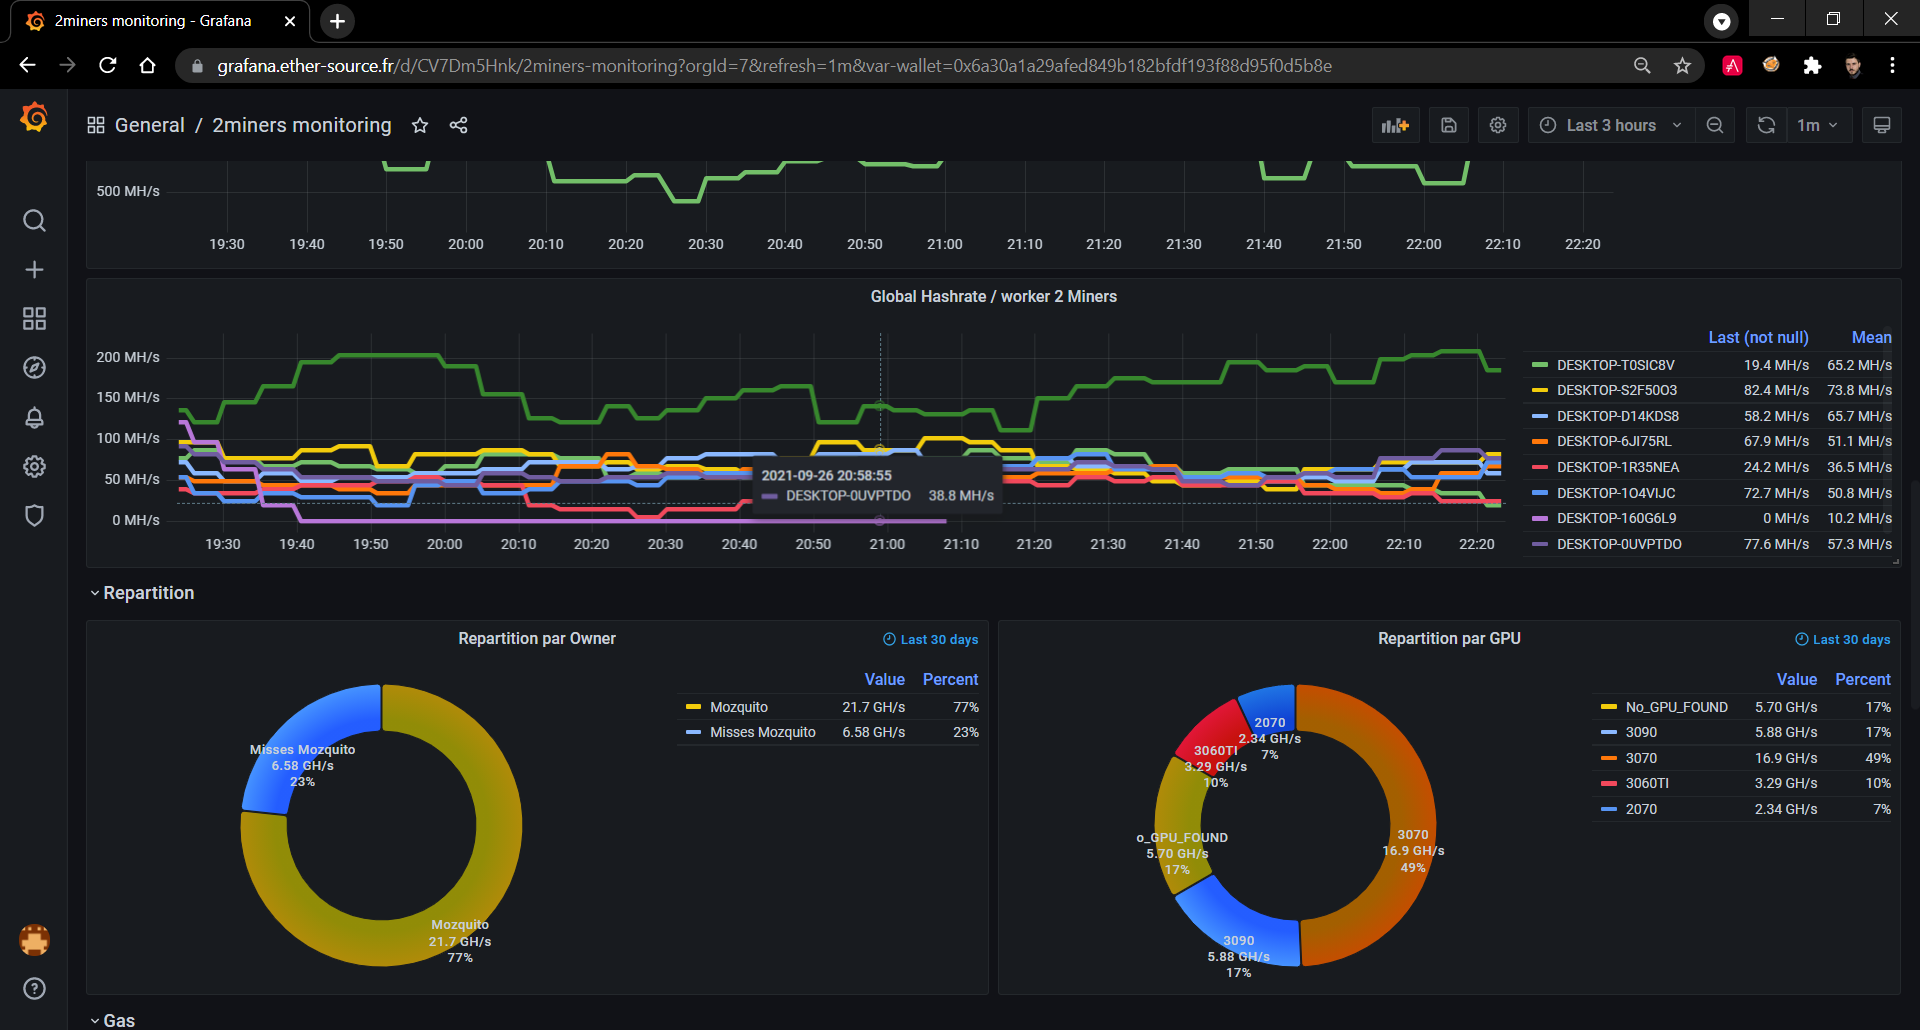 2miners monitoring - Grafana
grafana.ether-source.fr/d/CV7Dm5Hnk/2miners-monitoring?orgId=7&refresh=1m&var-wallet=0x6a30a1a29afed849b182bfdf193f88d95f0d5b8e
General / 2miners monitoring
Last 3 hours
1m
500 MH/s
19:30 19:40 19:50 20:00 20:10 20:20 20:30 20:40 20:50 21:00 21:10 21:20 21:30 21:40 21:50 22:00 22:10 22:20
Global Hashrate / worker 2 Miners
200 MH/s
150 MH/s
100 MH/s
50 MH/s
0 MH/s
19:30 19:40 19:50 20:00 20:10 20:20 20:30 20:40 20:50 21:00 21:10 21:20 21:30 21:40 21:50 22:00 22:10 22:20
2021-09-26 20:58:55
DESKTOP-0UVPTDO 38.8 MH/s
Last (not null) Mean
DESKTOP-T0SIC8V 19.4 MH/s 65.2 MH/s
DESKTOP-S2F50O3 82.4 MH/s 73.8 MH/s
DESKTOP-D14KDS8 58.2 MH/s 65.7 MH/s
DESKTOP-6JI75RL 67.9 MH/s 51.1 MH/s
DESKTOP-1R35NEA 24.2 MH/s 36.5 MH/s
DESKTOP-1O4VIJC 72.7 MH/s 50.8 MH/s
DESKTOP-160G6L9 0 MH/s 10.2 MH/s
DESKTOP-0UVPTDO 77.6 MH/s 57.3 MH/s
Repartition
Repartition par Owner
Last 30 days
Misses Mozquito
6.58 GH/s
23%
Mozquito
21.7 GH/s
77%
Value Percent
Mozquito 21.7 GH/s 77%
Misses Mozquito 6.58 GH/s 23%
Repartition par GPU
Last 30 days
2070
2.34 GH/s
7%
3060TI
3.29 GH/s
10%
o_GPU_FOUND
5.70 GH/s
17%
3070
16.9 GH/s
49%
3090
5.88 GH/s
17%
Value Percent
No_GPU_FOUND 5.70 GH/s 17%
3090 5.88 GH/s 17%
3070 16.9 GH/s 49%
3060TI 3.29 GH/s 10%
2070 2.34 GH/s 7%
Gas